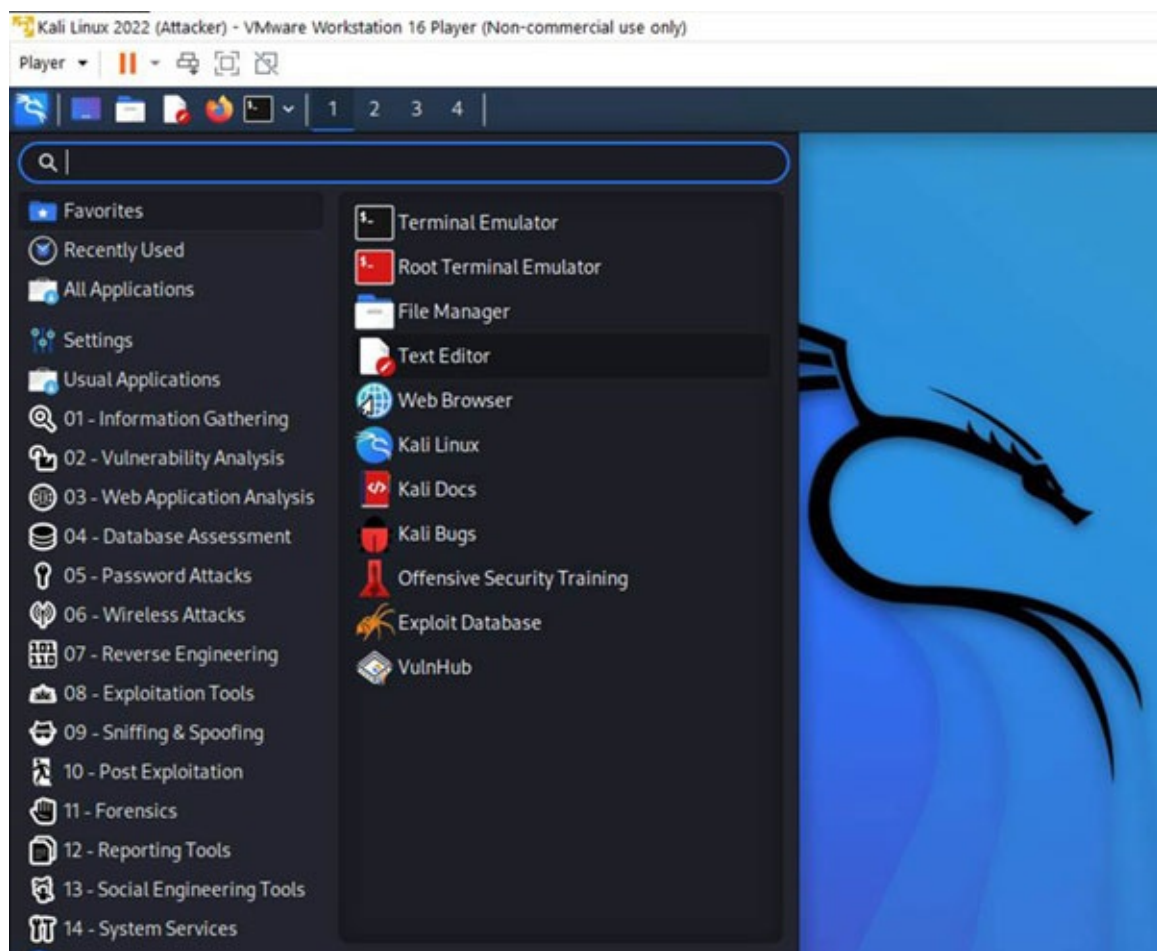 Kali Linux 2022 (Attacker) - VMware Workstation 16 Player (Non-commercial use only)
Player
1 2 3 4
Favorites
Recently Used
All Applications
Settings
Usual Applications
01 - Information Gathering
02 - Vulnerability Analysis
03 - Web Application Analysis
04 - Database Assessment
05 - Password Attacks
06 - Wireless Attacks
07 - Reverse Engineering
08 - Exploitation Tools
09 - Sniffing & Spoofing
10 - Post Exploitation
11 - Forensics
12 - Reporting Tools
13 - Social Engineering Tools
14 - System Services
Terminal Emulator
Root Terminal Emulator
File Manager
Text Editor
Web Browser
Kali Linux
Kali Docs
Kali Bugs
Offensive Security Training
Exploit Database
VulnHub